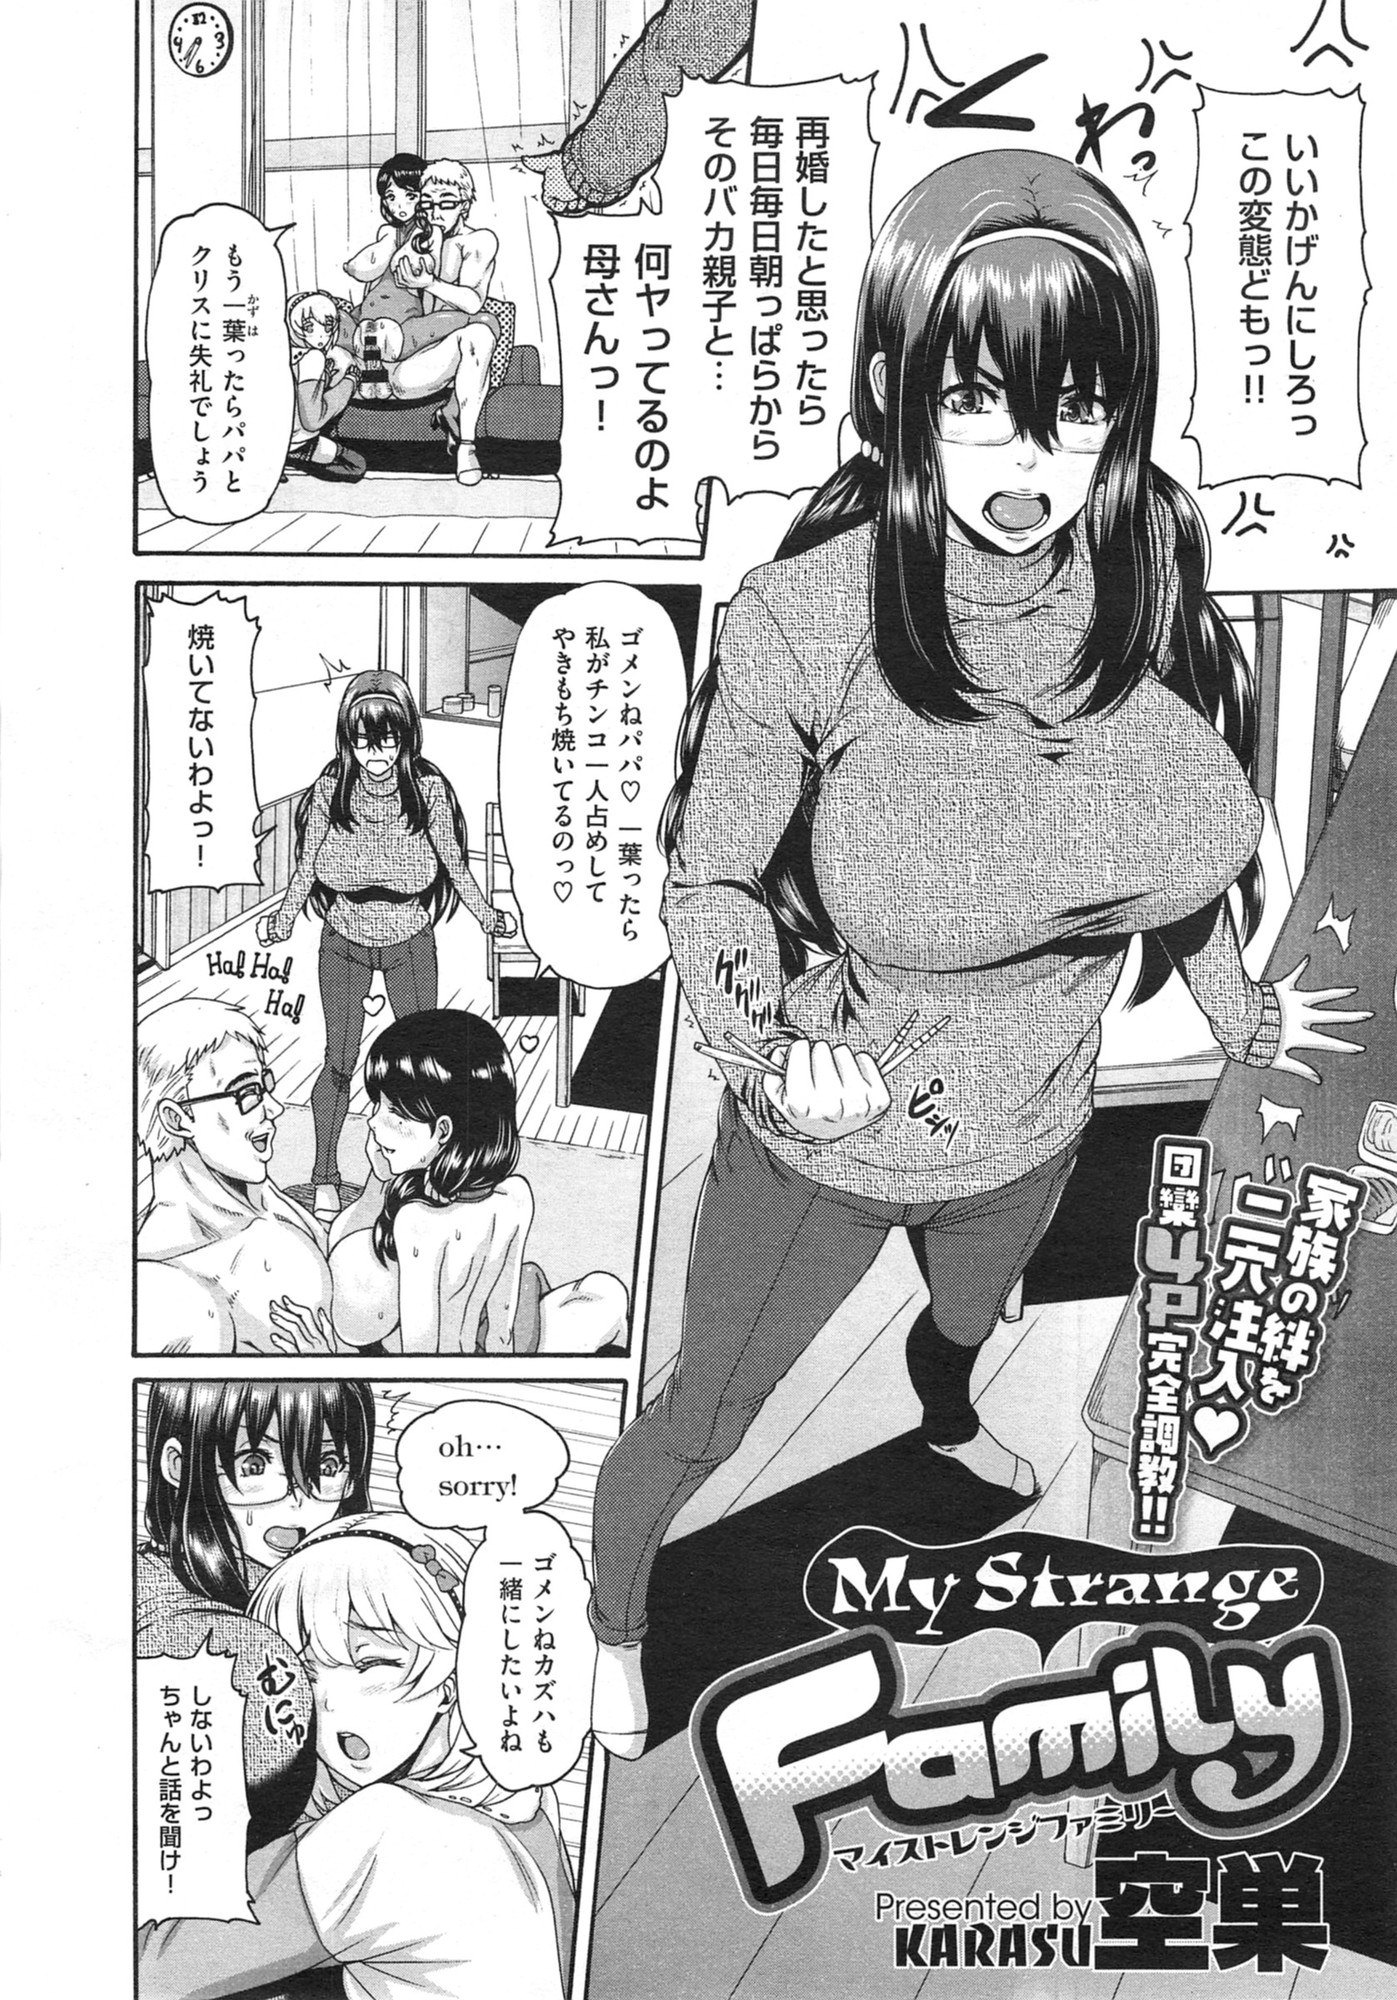 いいかげんにしろっ
この変態どもっ!!
わっ
再婚したと思ったら
毎日毎日朝っぱらから
そのバカ親子と…
何ヤってるのよ
母さんっ!
もう一葉ったらパパと
かずは
クリスに失礼でしょう
グググ
ピシッ
家族の絆を
二穴注入♥
団欒4P完全調教!!
ゴメンねパパ♡一葉ったら
私がチンコ一人占めして
やきもち焼いてるのっ♡
焼いてないわよっ!
Ha! Ha!
Ha!
oh…
sorry!
ゴメンねカズハも
一緒にしたいよね
むにゅ
しないわよっ
ちゃんと話を聞け!
My Strange
Family
マイストレンジファミリー
Presented by
KARASU
空巣